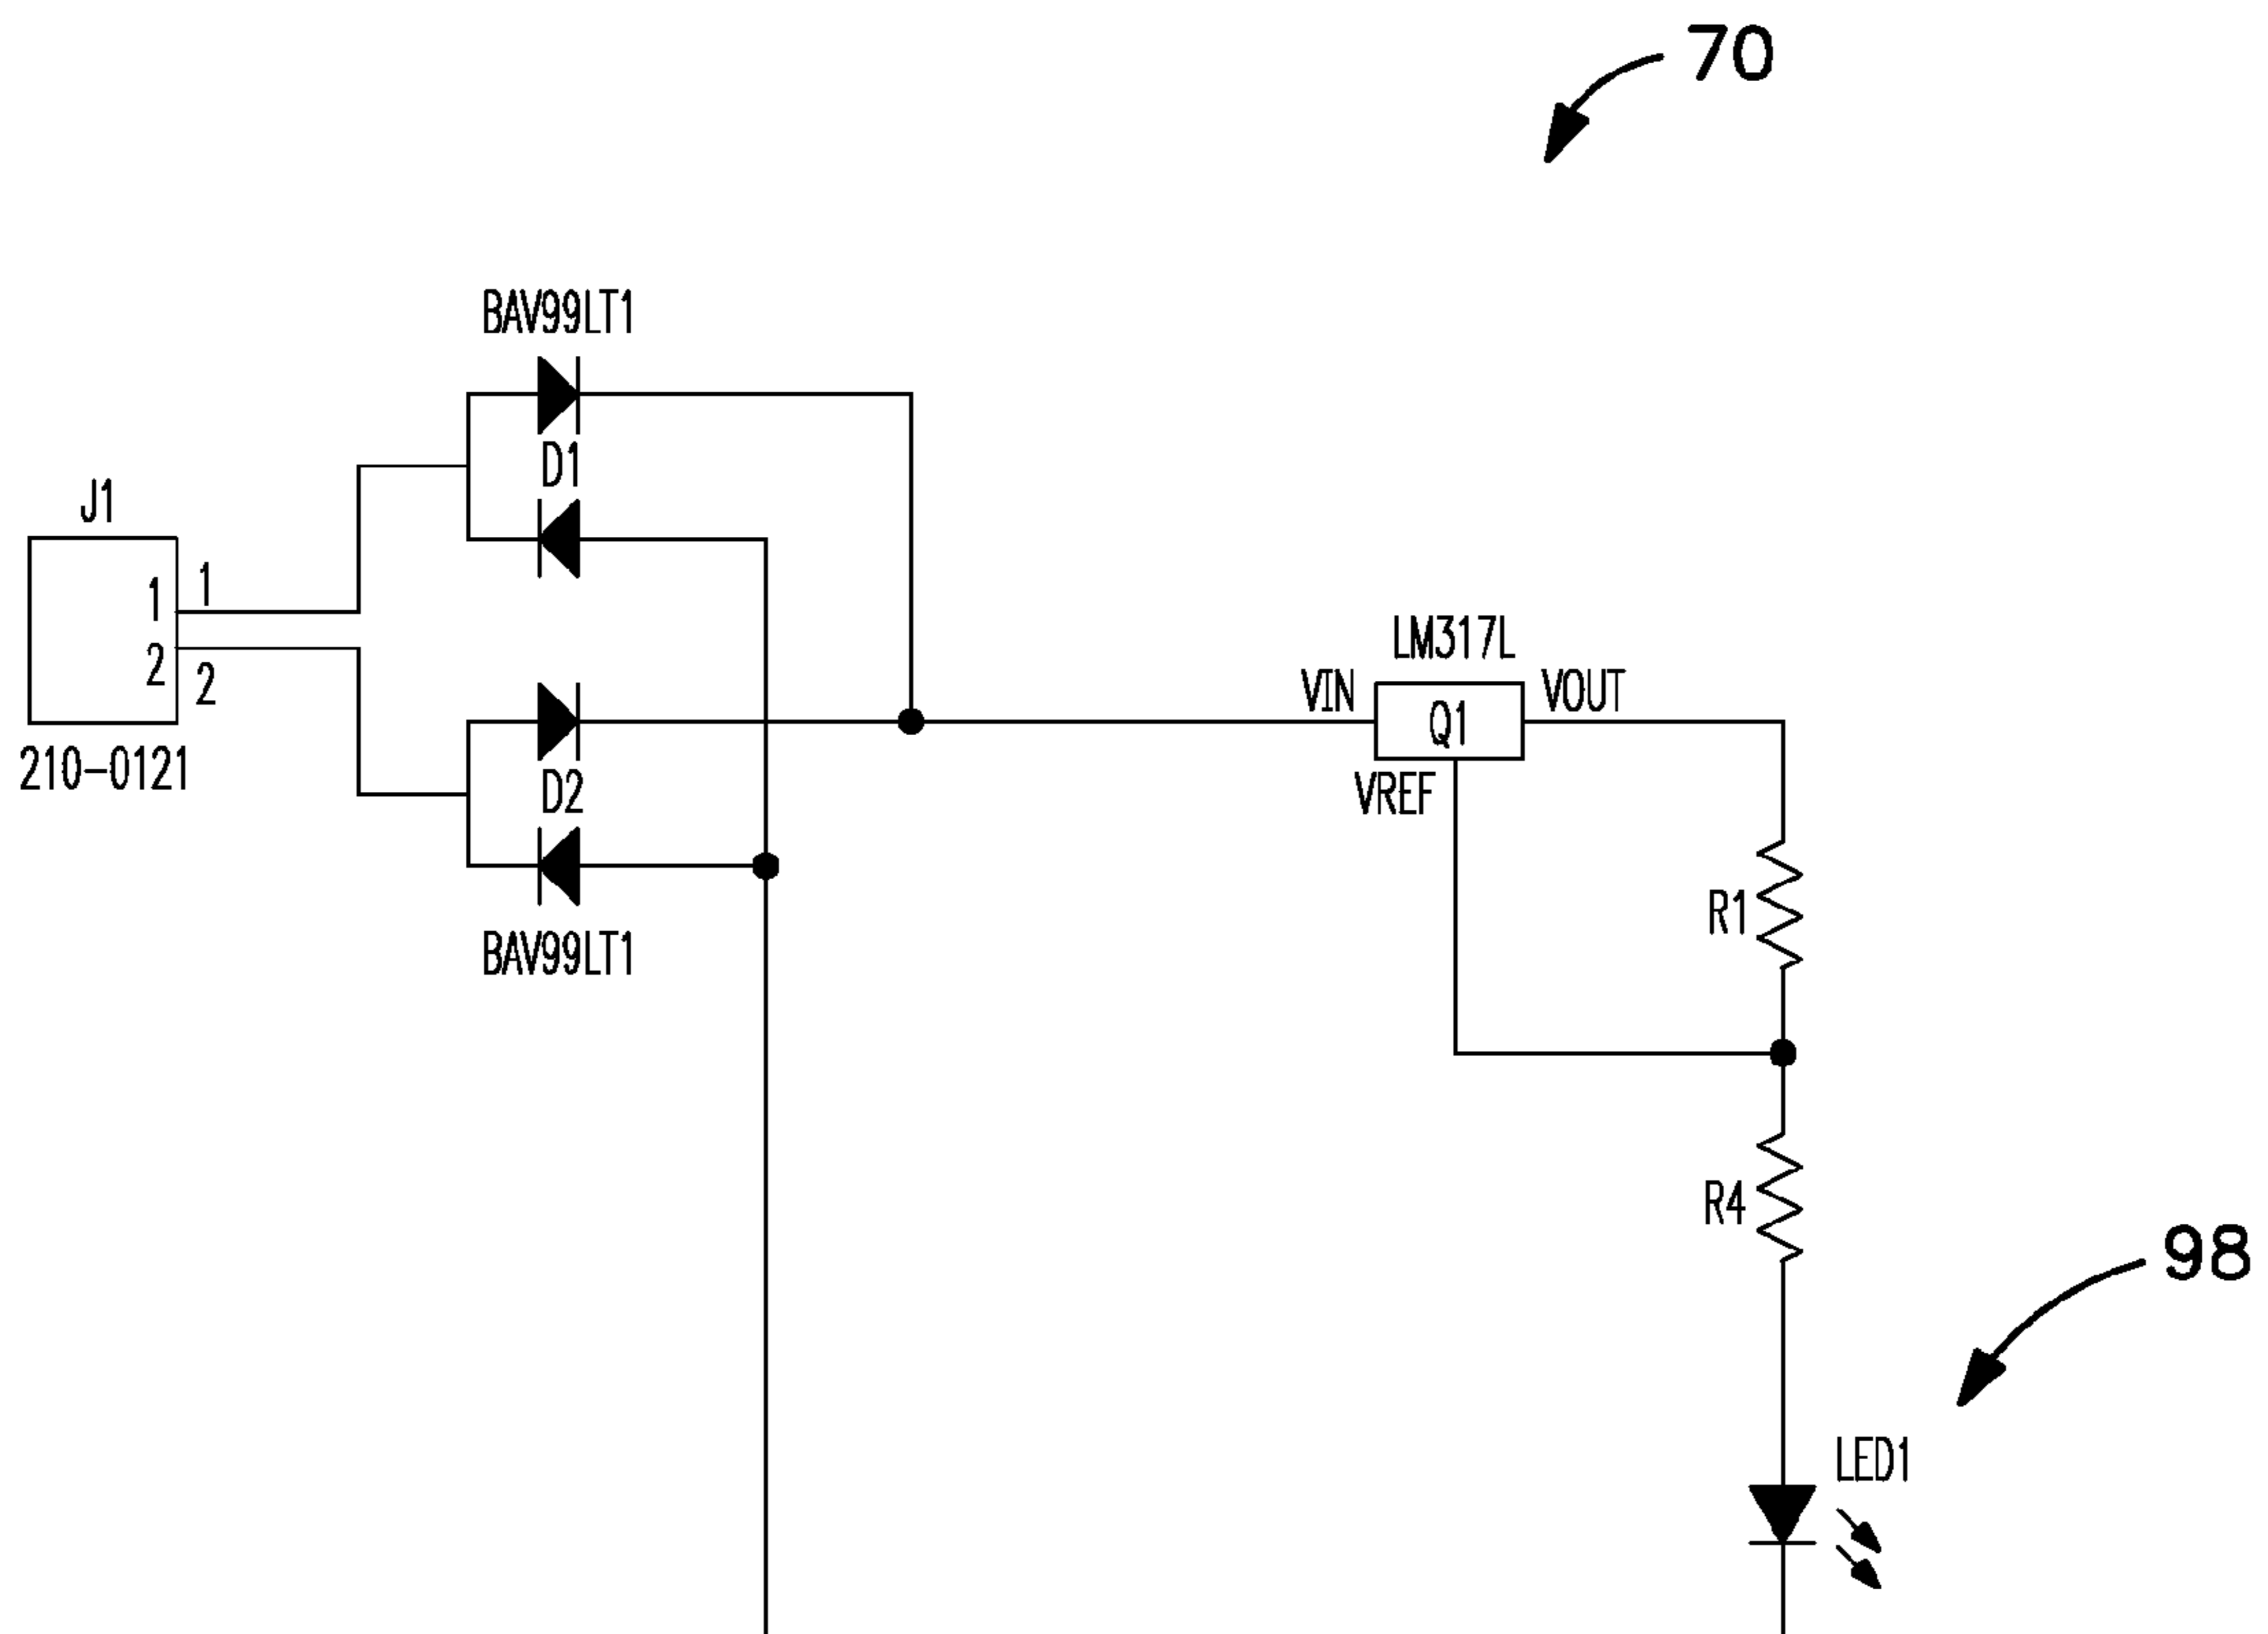 70
BAV99LT1
D1
J1
1
1
2
2
210-0121
D2
BAV99LT1
LM317L
VIN
VOUT
Q1
VREF
R1
R4
98
LED1